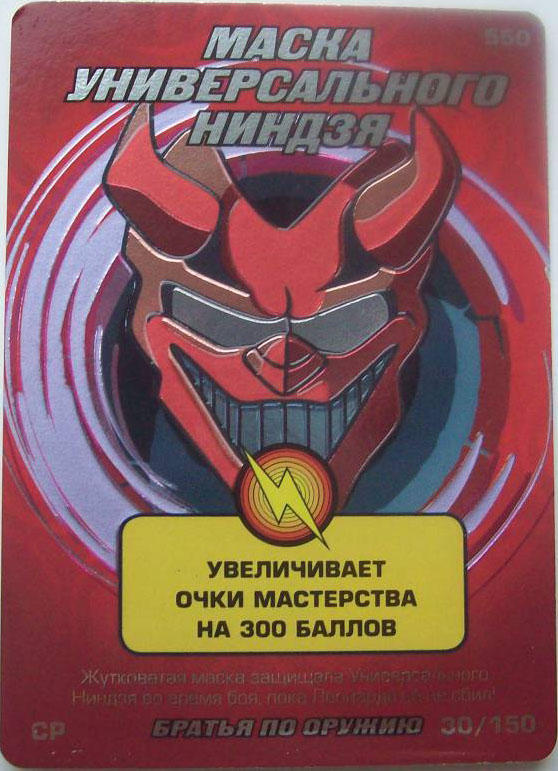 550
МАСКА
УНИВЕРСАЛЬНОГО
НИНДЗЯ
УВЕЛИЧИВАЕТ
ОЧКИ МАСТЕРСТВА
НА 300 БАЛЛОВ
Жутковатая маска защищала Универсального
Ниндзя во время боя, пока Леонардо её не сбил!
СР БРАТЬЯ ПО ОРУЖИЮ 30/150